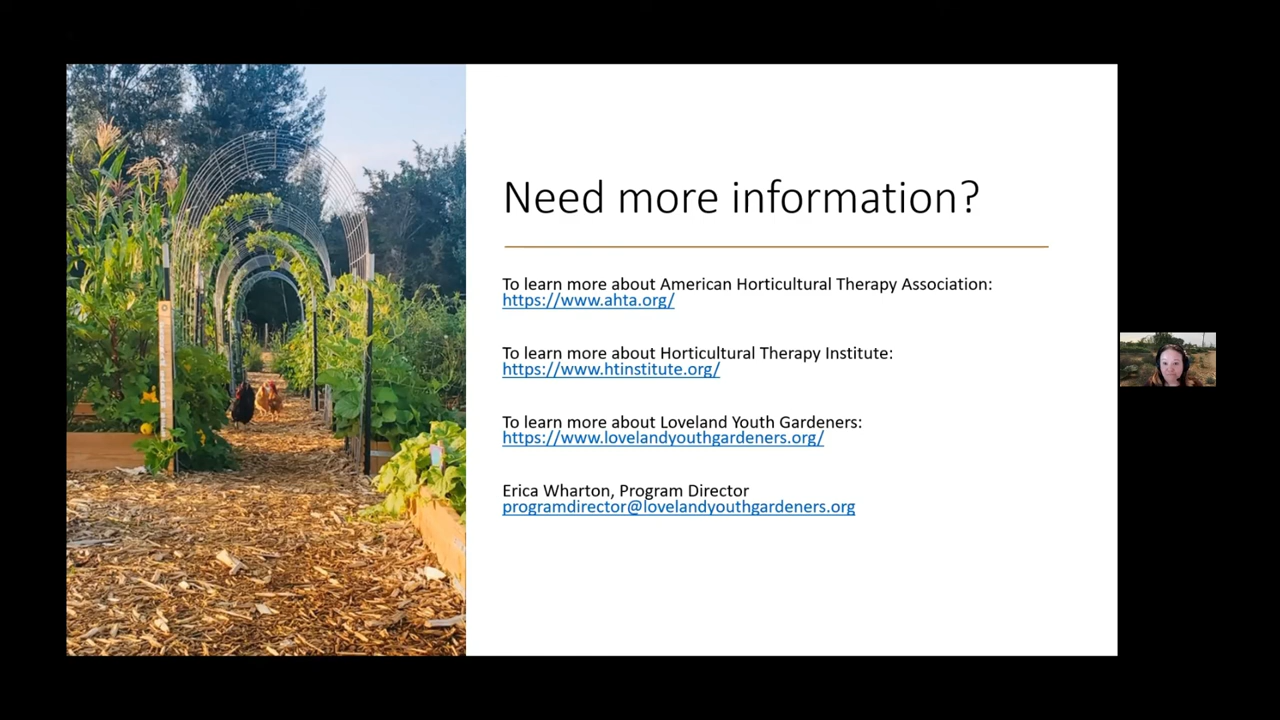 Need more information?
To learn more about American Horticultural Therapy Association:
https://www.ahta.org/
To learn more about Horticultural Therapy Institute:
https://www.htinstitute.org/
To learn more about Loveland Youth Gardeners:
https://www.lovelandyouthgardeners.org/
Erica Wharton, Program Director
programdirector@lovelandyouthgardeners.org